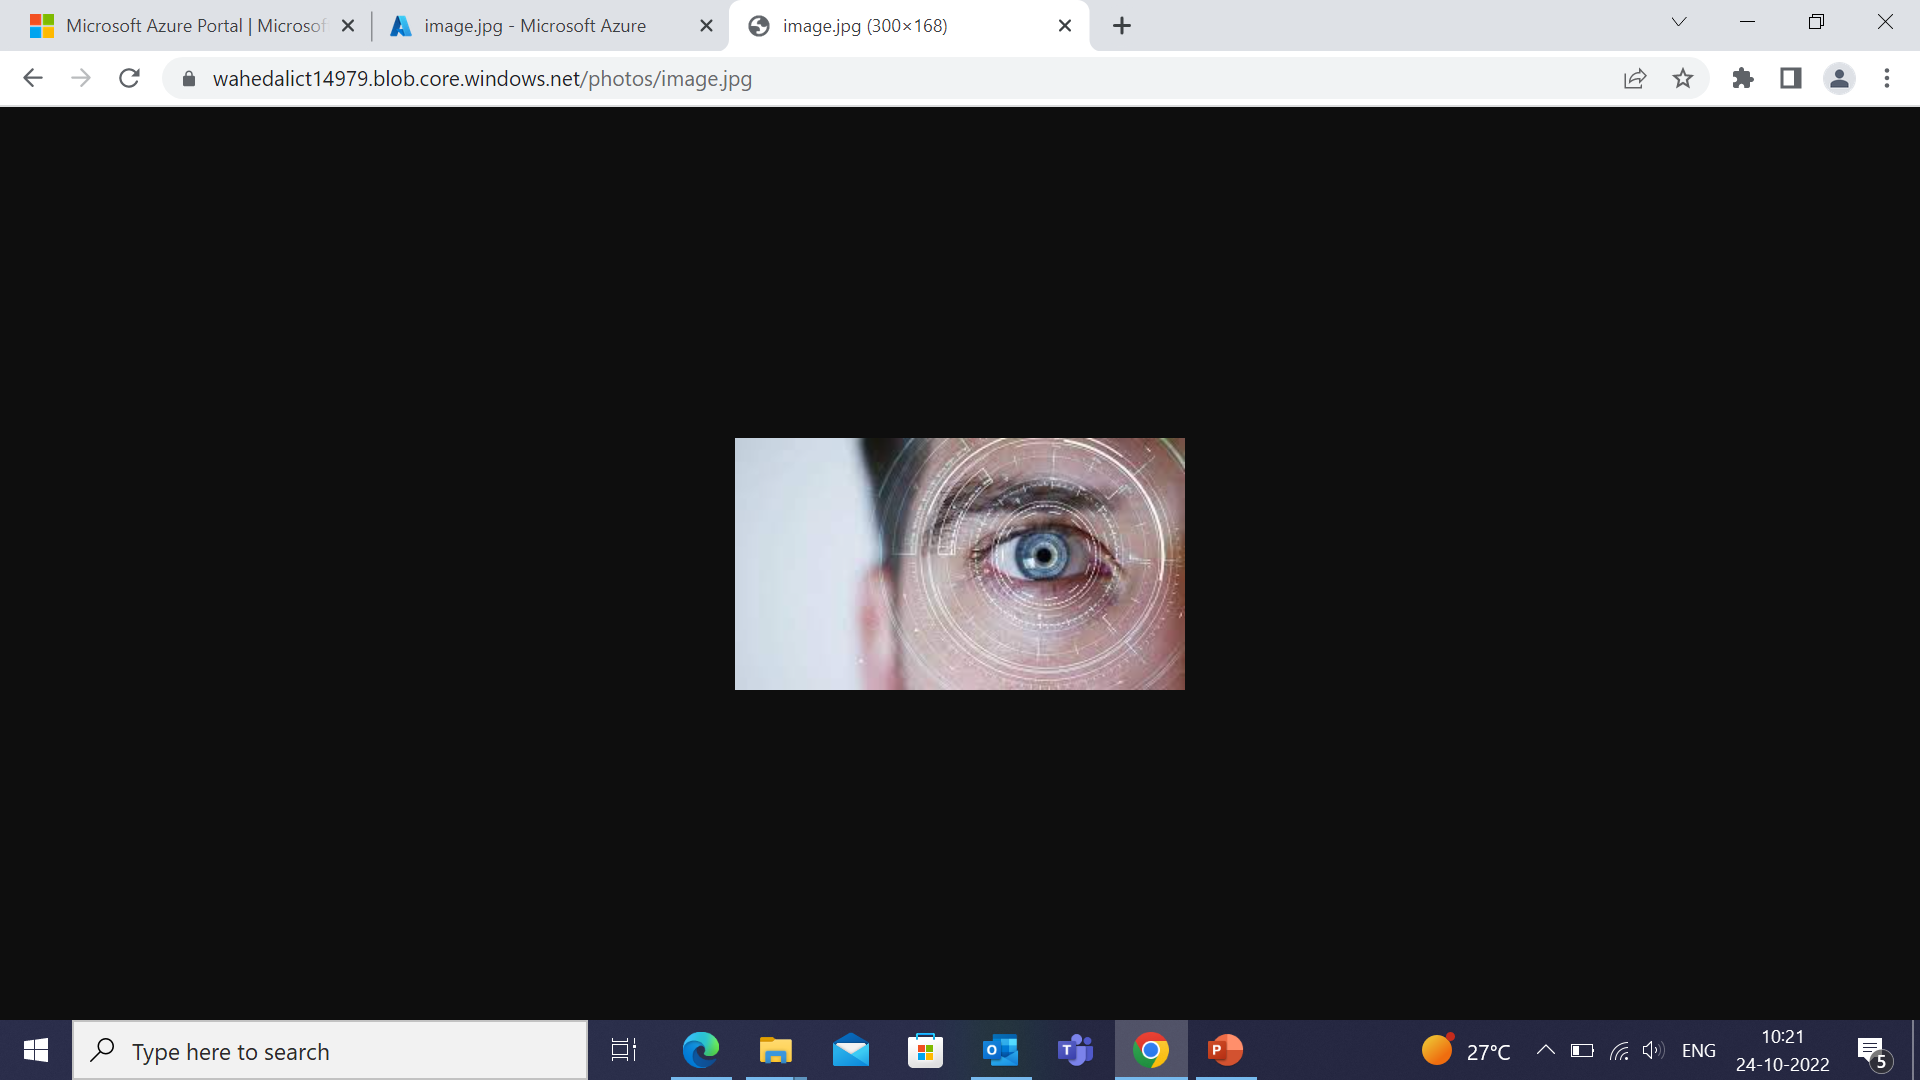 Microsoft Azure Portal | Microsof
image.jpg - Microsoft Azure
image.jpg (300×168)
wahedalict14979.blob.core.windows.net/photos/image.jpg
Type here to search
27°C
ENG
10:21
24-10-2022
5